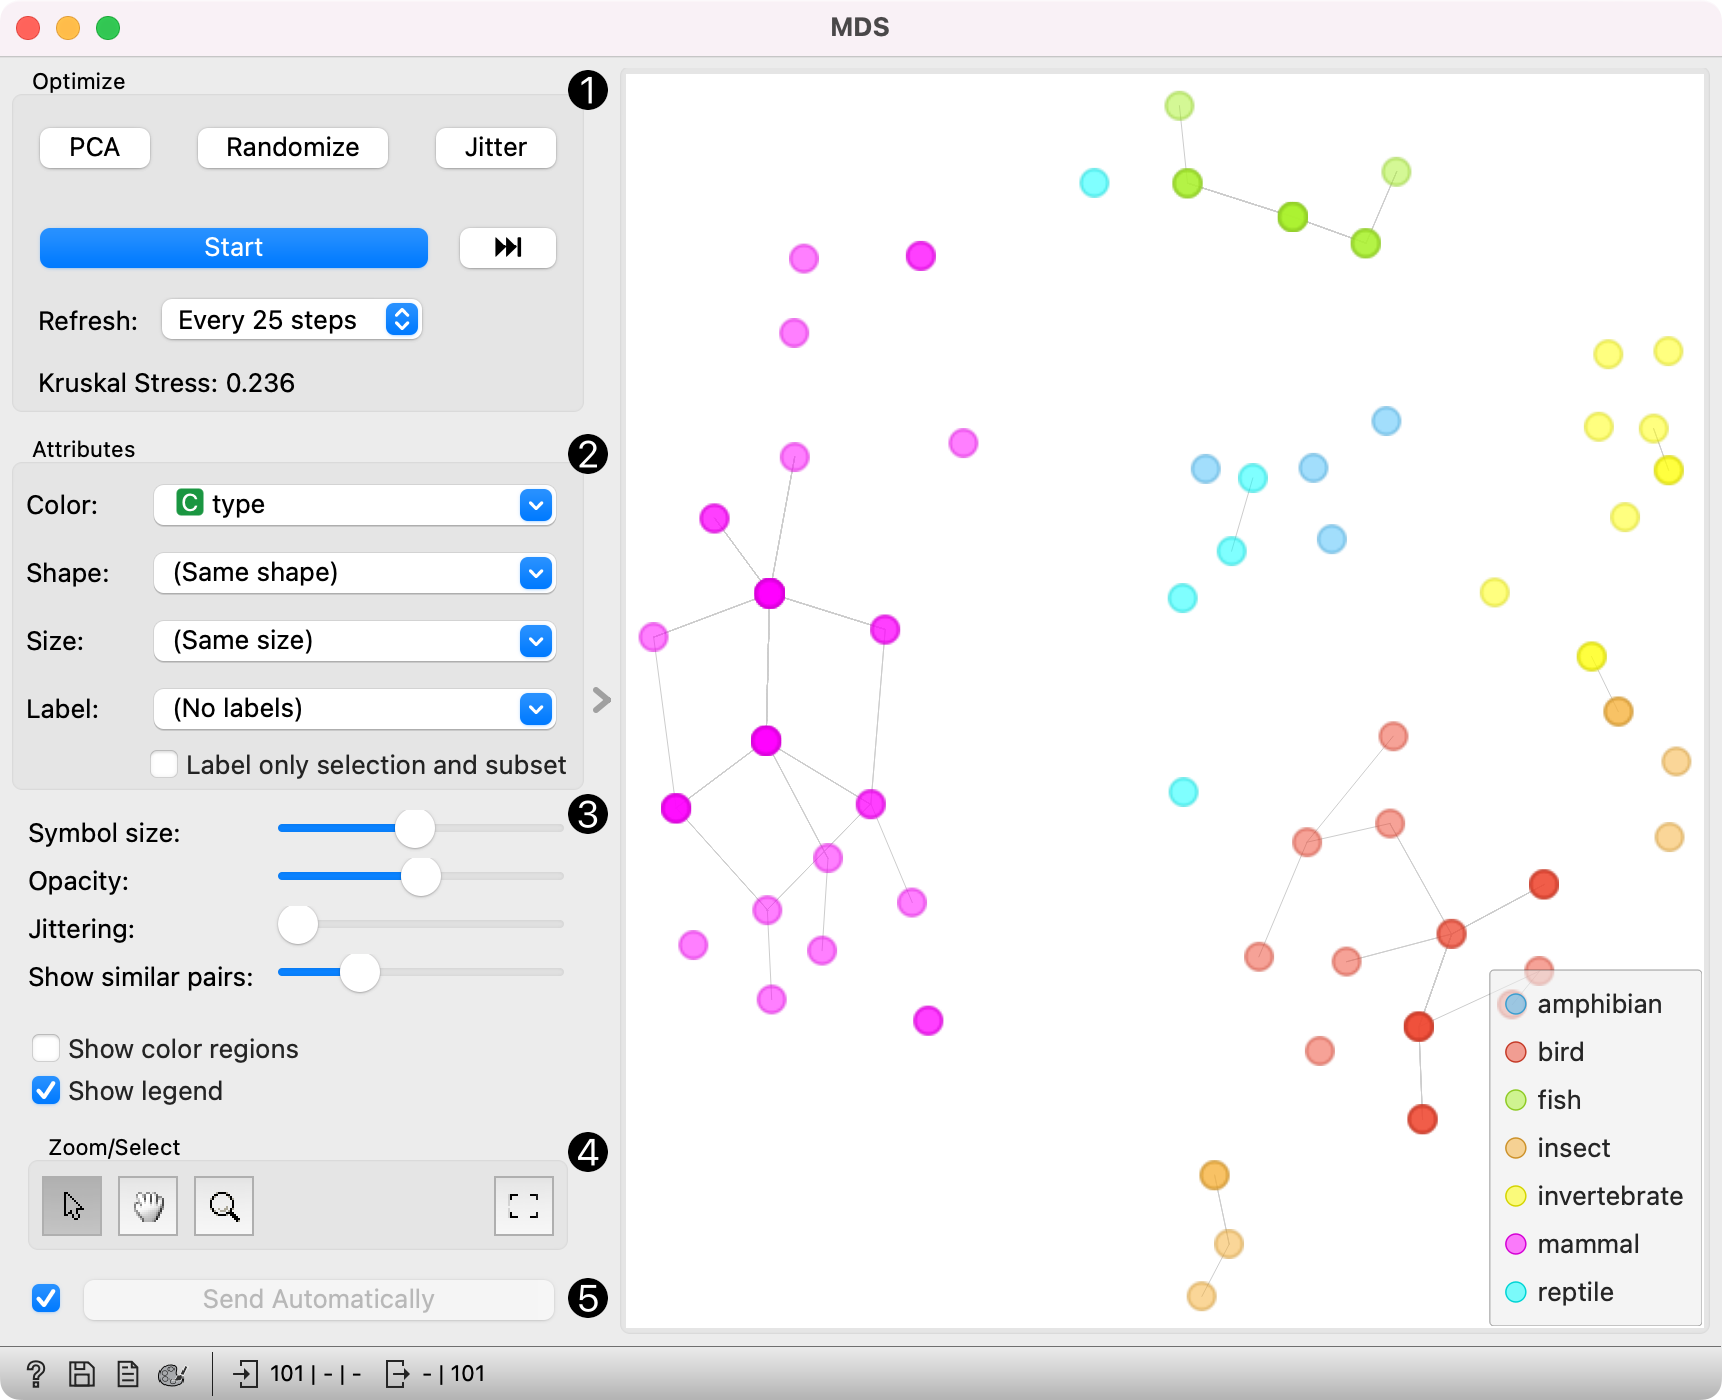 MDS
Optimize
1
PCA
Randomize
Jitter
Start
Refresh: Every 25 steps
Kruskal Stress: 0.236
Attributes
2
Color: C type
Shape: (Same shape)
Size: (Same size)
Label: (No labels)
Label only selection and subset
3
Symbol size:
Opacity:
Jittering:
Show similar pairs:
Show color regions
Show legend
Zoom/Select
4
Send Automatically
5
amphibian
bird
fish
insect
invertebrate
mammal
reptile
? 101 | - | - - | 101